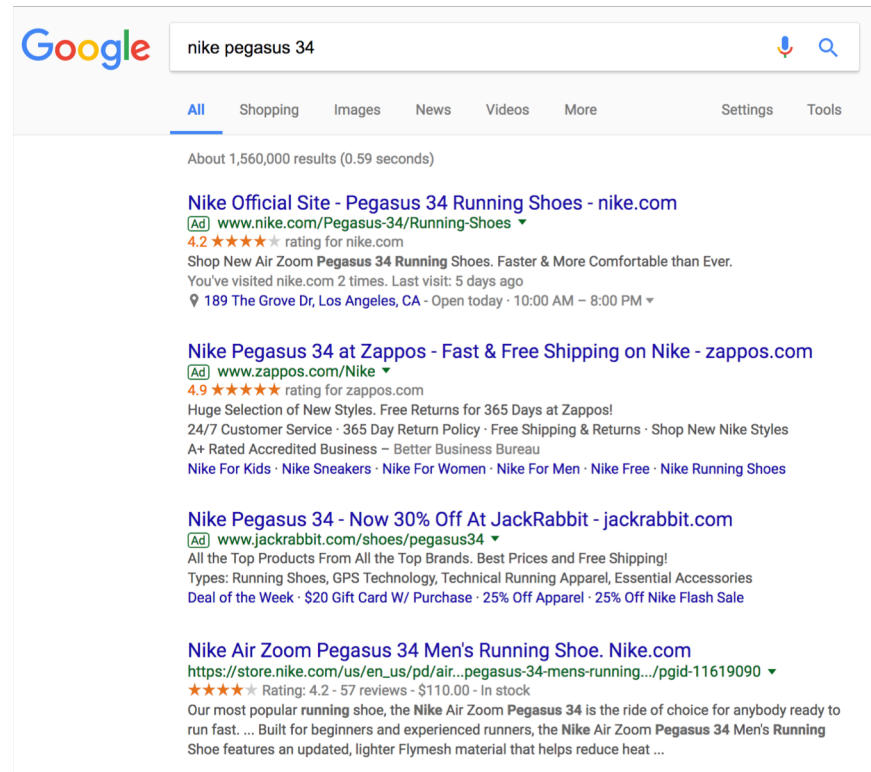 Google
nike pegasus 34
All Shopping Images News Videos More Settings Tools
About 1,560,000 results (0.59 seconds)
Nike Official Site - Pegasus 34 Running Shoes - nike.com
Ad www.nike.com/Pegasus-34/Running-Shoes
4.2 ★★★★★ rating for nike.com
Shop New Air Zoom Pegasus 34 Running Shoes. Faster & More Comfortable than Ever.
You've visited nike.com 2 times. Last visit: 5 days ago
189 The Grove Dr, Los Angeles, CA - Open today · 10:00 AM – 8:00 PM
Nike Pegasus 34 at Zappos - Fast & Free Shipping on Nike - zappos.com
Ad www.zappos.com/Nike
4.9 ★★★★★ rating for zappos.com
Huge Selection of New Styles. Free Returns for 365 Days at Zappos!
24/7 Customer Service · 365 Day Return Policy · Free Shipping & Returns · Shop New Nike Styles
A+ Rated Accredited Business – Better Business Bureau
Nike For Kids · Nike Sneakers · Nike For Women · Nike For Men · Nike Free · Nike Running Shoes
Nike Pegasus 34 - Now 30% Off At JackRabbit - jackrabbit.com
Ad www.jackrabbit.com/shoes/pegasus34
All the Top Products From All the Top Brands. Best Prices and Free Shipping!
Types: Running Shoes, GPS Technology, Technical Running Apparel, Essential Accessories
Deal of the Week · $20 Gift Card W/ Purchase · 25% Off Apparel · 25% Off Nike Flash Sale
Nike Air Zoom Pegasus 34 Men's Running Shoe. Nike.com
https://store.nike.com/us/en_us/pd/air...pegasus-34-mens-running.../pgid-11619090
★★★★★ Rating: 4.2 - 57 reviews - $110.00 - In stock
Our most popular running shoe, the Nike Air Zoom Pegasus 34 is the ride of choice for anybody ready to
run fast. ... Built for beginners and experienced runners, the Nike Air Zoom Pegasus 34 Men's Running
Shoe features an updated, lighter Flymesh material that helps reduce heat ...